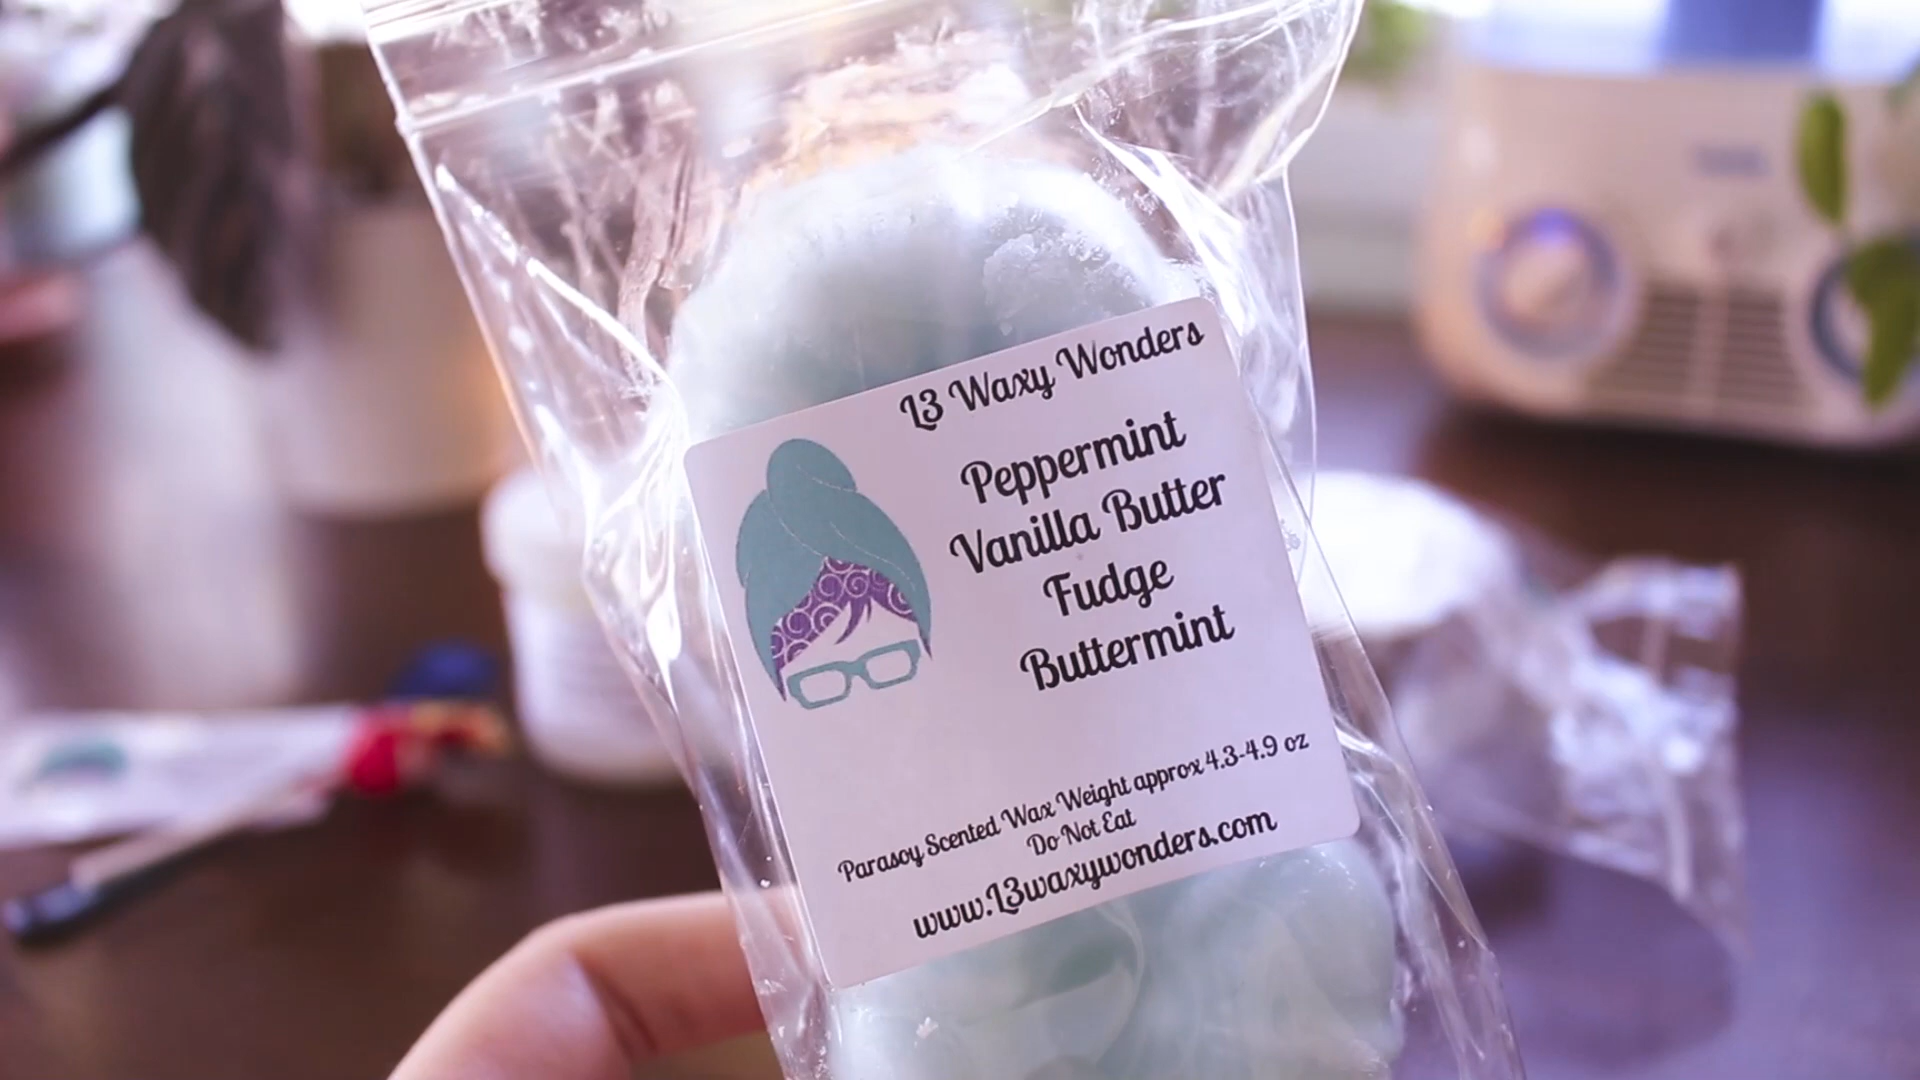 L3 Waxy Wonders
Peppermint
Vanilla Butter
Fudge
Buttermint
Parasoy Scented Wax Weight approx 4.3-4.9 oz
Do Not Eat
www.L3waxywonders.com